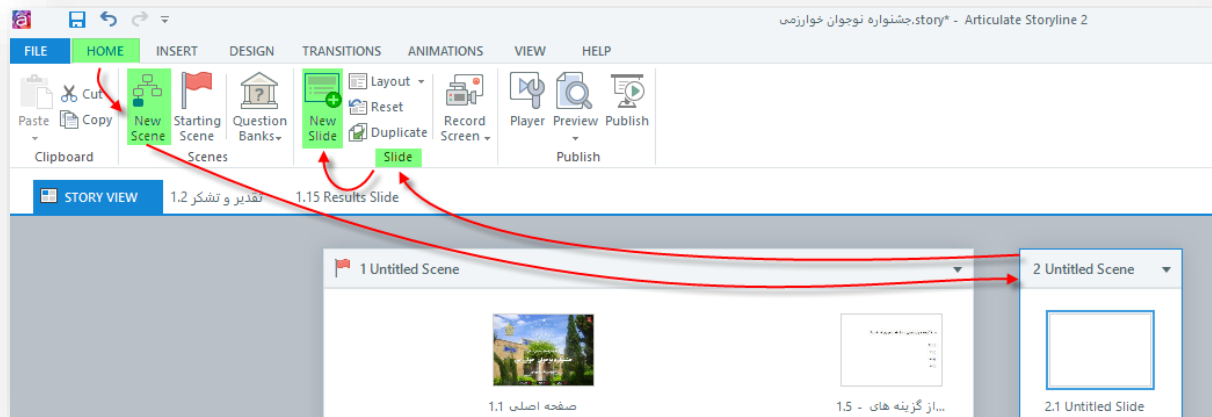 جشنواره نوجوان خوارزمی.story* - Articulate Storyline 2
FILE HOME INSERT DESIGN TRANSITIONS ANIMATIONS VIEW HELP
Paste
Cut
Copy
Clipboard
New Scene
Starting Scene
Question Banks
Scenes
New Slide
Layout
Reset
Duplicate
Record Screen
Slide
Player
Preview
Publish
Publish
STORY VIEW
1.2 تقدیر و تشکر
1.15 Results Slide
1 Untitled Scene
2 Untitled Scene
1.1 صفحه اصلی
1.5 - از گزینه های...
2.1 Untitled Slide